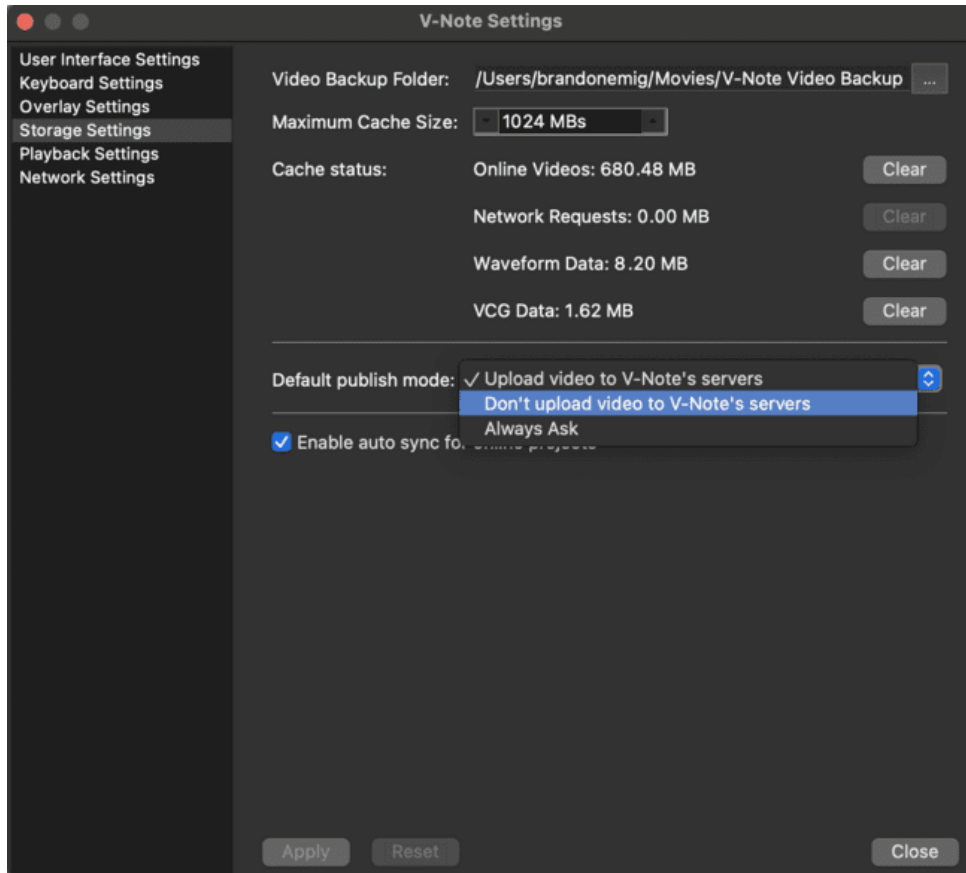 V-Note Settings
User Interface Settings
Keyboard Settings
Overlay Settings
Storage Settings
Playback Settings
Network Settings
Video Backup Folder: /Users/brandonemig/Movies/V-Note Video Backup ...
Maximum Cache Size: 1024 MBs
Cache status: Online Videos: 680.48 MB Clear
Network Requests: 0.00 MB Clear
Waveform Data: 8.20 MB Clear
VCG Data: 1.62 MB Clear
Default publish mode: ✓ Upload video to V-Note's servers
Don't upload video to V-Note's servers
Always Ask
Enable auto sync for online projects
Apply Reset Close